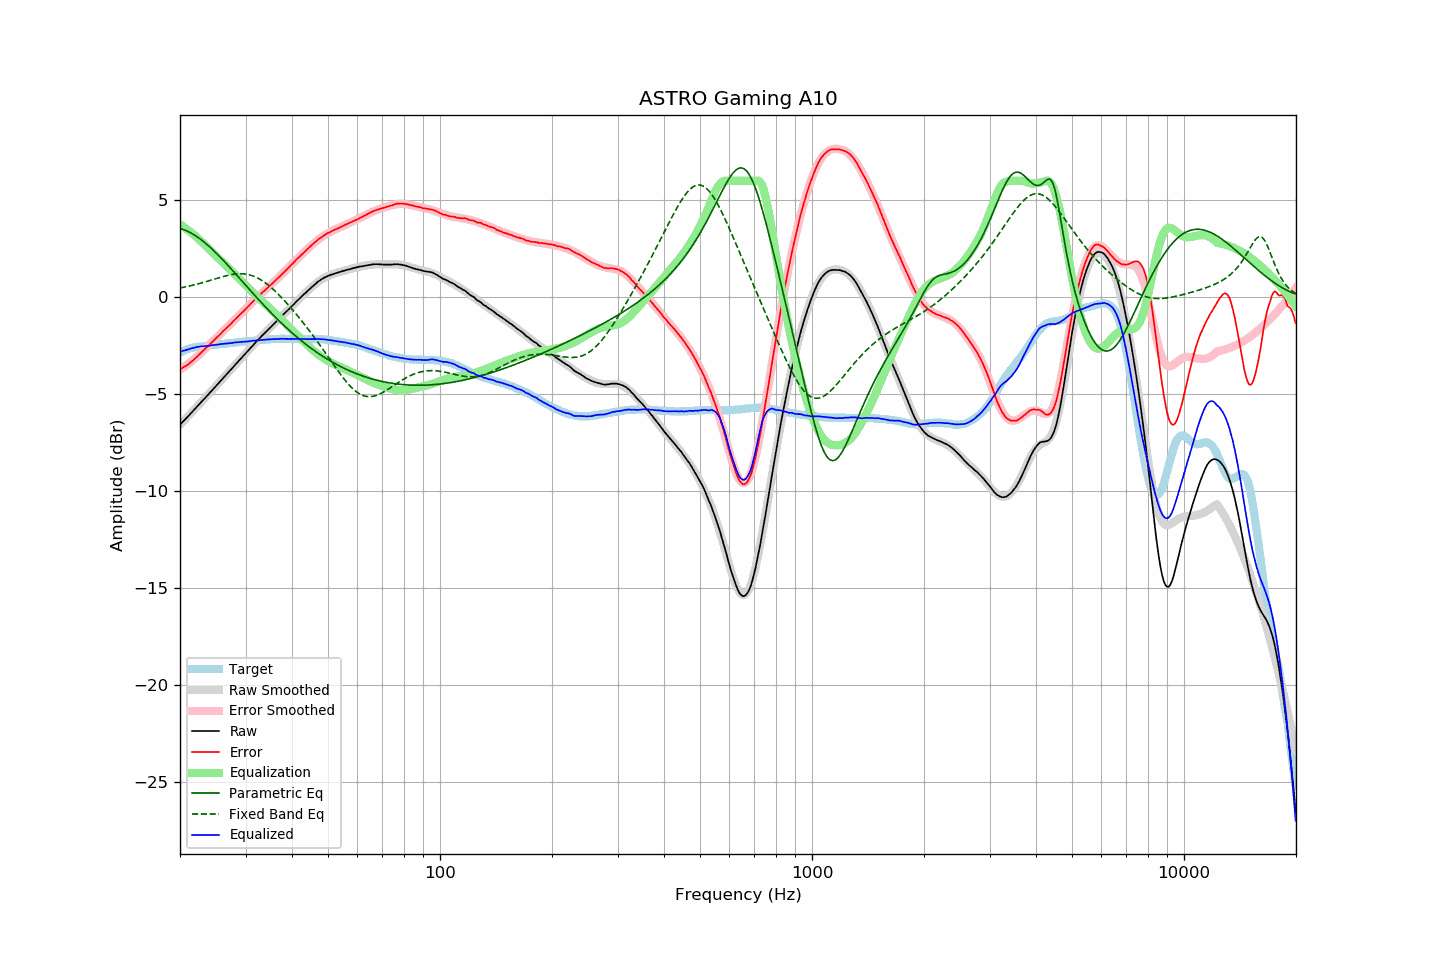 ASTRO Gaming A10
Amplitude (dBr)
5
0
−5
−10
−15
−20
−25
Target
Raw Smoothed
Error Smoothed
Raw
Error
Equalization
Parametric Eq
Fixed Band Eq
Equalized
100
1000
10000
Frequency (Hz)